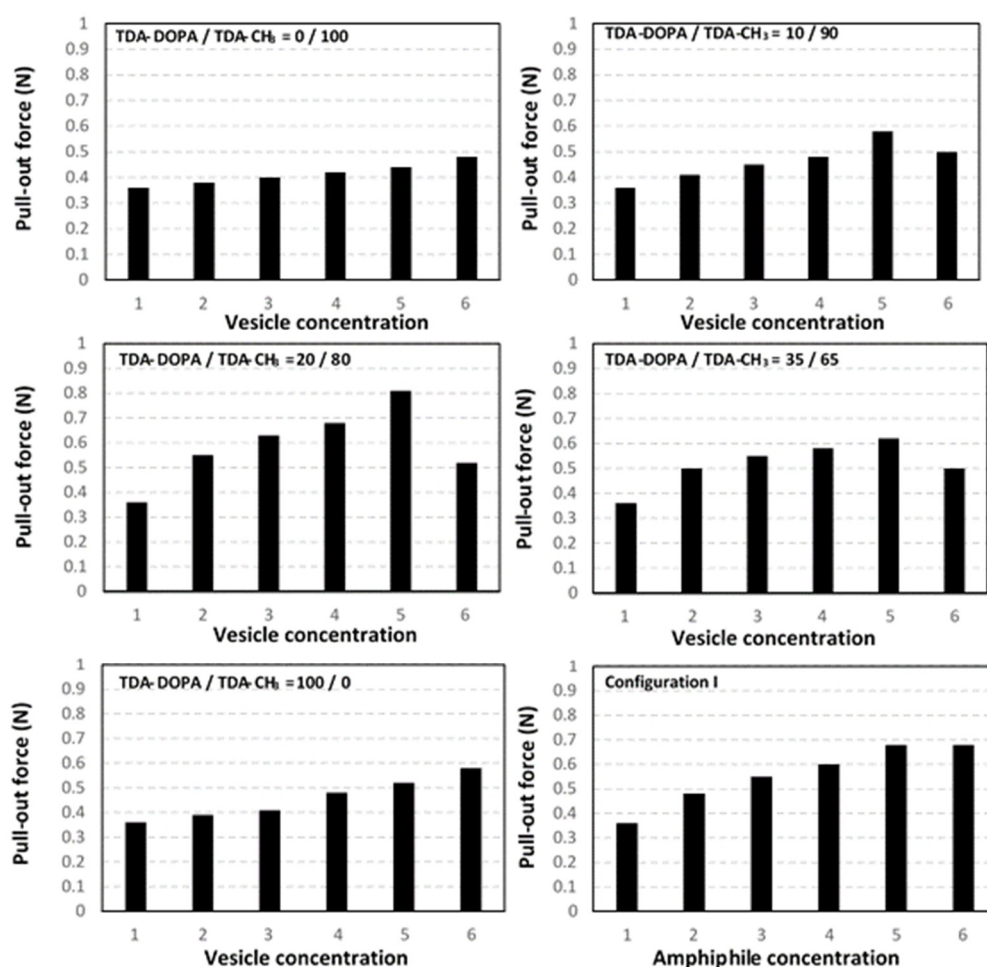 TDA-DOPA / TDA-CH₃ = 0 / 100
Pull-out force (N)
1
0.9
0.8
0.7
0.6
0.5
0.4
0.3
0.2
0.1
0
1 2 3 4 5 6
Vesicle concentration
TDA-DOPA / TDA-CH₃ = 10 / 90
Pull-out force (N)
1
0.9
0.8
0.7
0.6
0.5
0.4
0.3
0.2
0.1
0
1 2 3 4 5 6
Vesicle concentration
TDA-DOPA / TDA-CH₃ = 20 / 80
Pull-out force (N)
1
0.9
0.8
0.7
0.6
0.5
0.4
0.3
0.2
0.1
0
1 2 3 4 5 6
Vesicle concentration
TDA-DOPA / TDA-CH₃ = 35 / 65
Pull-out force (N)
1
0.9
0.8
0.7
0.6
0.5
0.4
0.3
0.2
0.1
0
1 2 3 4 5 6
Vesicle concentration
TDA-DOPA / TDA-CH₃ = 100 / 0
Pull-out force (N)
1
0.9
0.8
0.7
0.6
0.5
0.4
0.3
0.2
0.1
0
1 2 3 4 5 6
Vesicle concentration
Configuration I
Pull-out force (N)
1
0.9
0.8
0.7
0.6
0.5
0.4
0.3
0.2
0.1
0
1 2 3 4 5 6
Amphiphile concentration